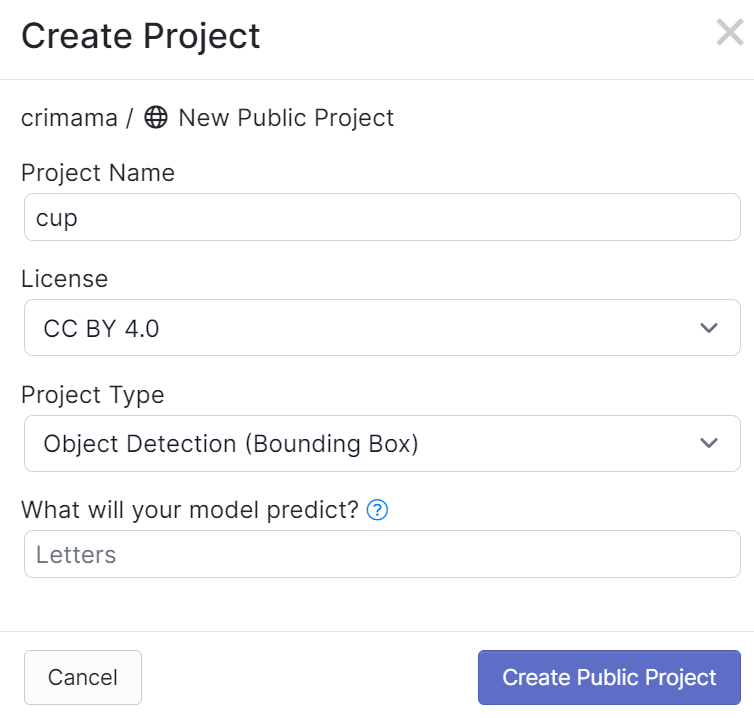 Create Project
crimama / New Public Project
Project Name
cup
License
CC BY 4.0
Project Type
Object Detection (Bounding Box)
What will your model predict? ?
Letters
Cancel
Create Public Project